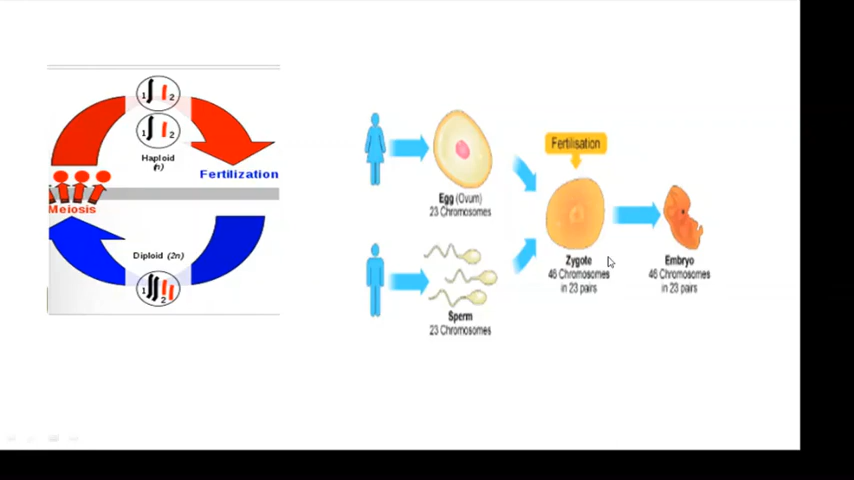 1 2
1 2
Haploid
(n)
Fertilization
Meiosis
Diploid (2n)
1 2
Egg (Ovum)
23 Chromosomes
Sperm
23 Chromosomes
Fertilisation
Zygote
46 Chromosomes
in 23 pairs
Embryo
46 Chromosomes
in 23 pairs